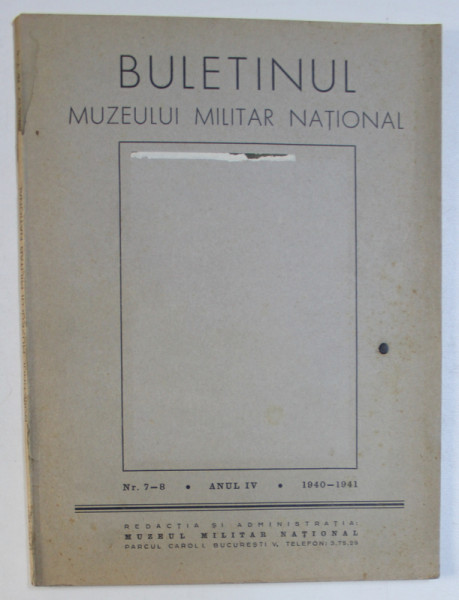 BULETINUL
MUZEULUI MILITAR NAȚIONAL
Nr. 7–8 • ANUL IV • 1940–1941
REDACȚIA ȘI ADMINISTRAȚIA:
MUZEUL MILITAR NAȚIONAL
PARCUL CAROL I. BUCUREȘTI V, TELEFON: 3.75.26